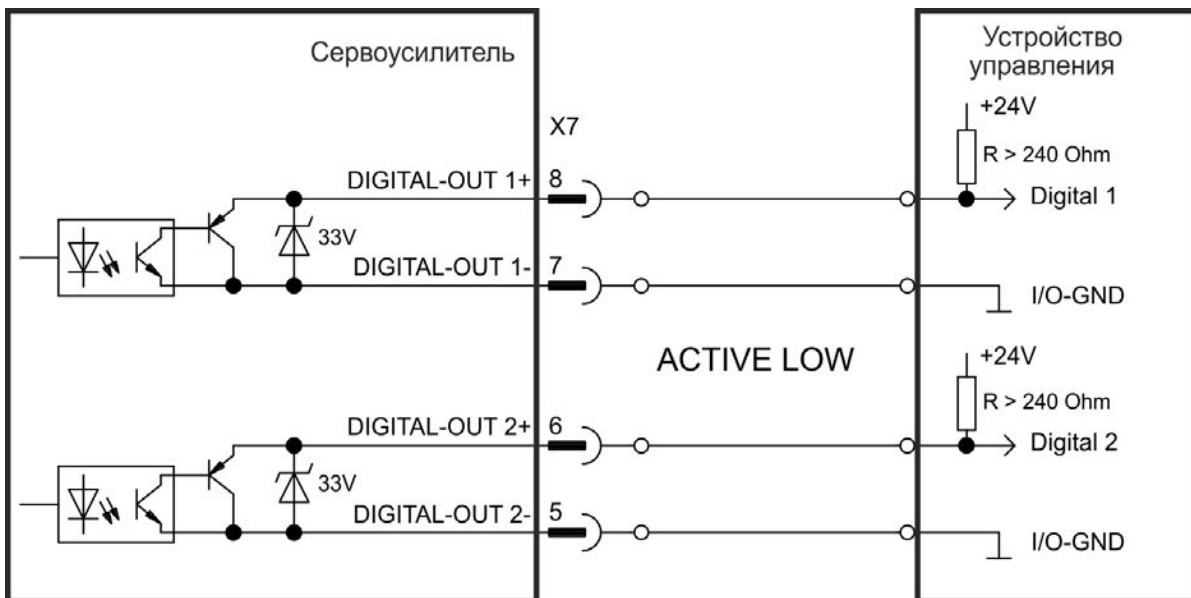 Сервоусилитель
Устройство
управления
X7
+24V
R > 240 Ohm
DIGITAL-OUT 1+
8
Digital 1
33V
DIGITAL-OUT 1-
7
I/O-GND
ACTIVE LOW
+24V
R > 240 Ohm
DIGITAL-OUT 2+
6
Digital 2
33V
DIGITAL-OUT 2-
5
I/O-GND